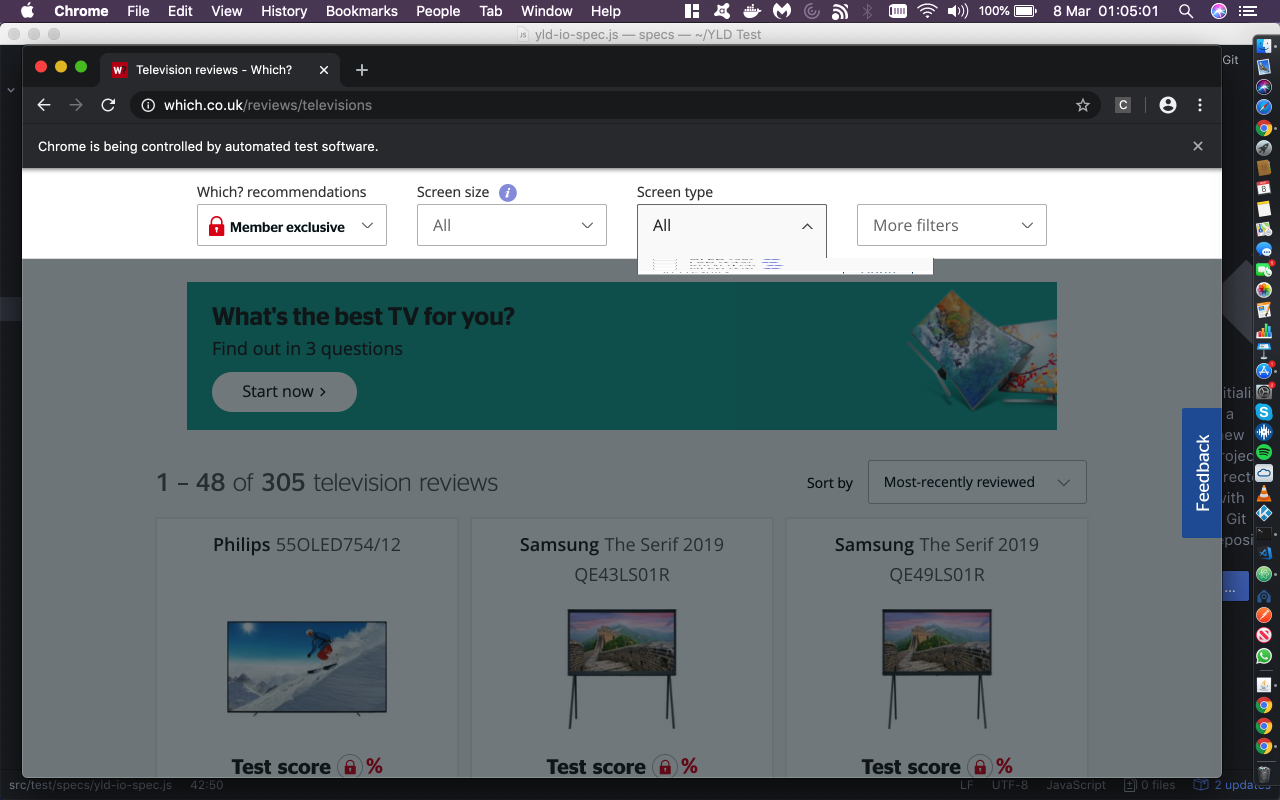 Chrome File Edit View History Bookmarks People Tab Window Help 100% 8 Mar 01:05:01
yld-io-spec.js — specs — ~/YLD Test
Git
Television reviews - Which?
which.co.uk/reviews/televisions
Chrome is being controlled by automated test software.
Which? recommendations
Member exclusive
Screen size
All
Screen type
All
More filters
What's the best TV for you?
Find out in 3 questions
Start now >
1 – 48 of 305 television reviews
Sort by
Most-recently reviewed
Feedback
Philips 55OLED754/12
Samsung The Serif 2019
QE43LS01R
Samsung The Serif 2019
QE49LS01R
Test score %
Test score %
Test score %
a
with
Git
...
src/test/specs/yld-io-spec.js 42:50 LF UTF-8 JavaScript 0 files 2 updates